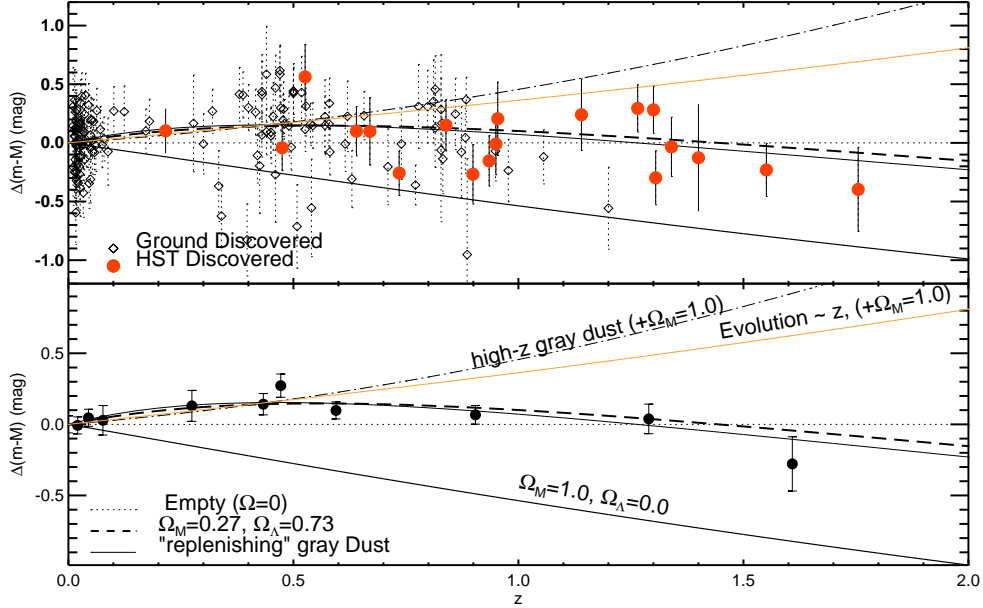 1.0
0.5
0.0
-0.5
-1.0
Δ(m-M) (mag)
Ground Discovered
HST Discovered
0.5
0.0
-0.5
Δ(m-M) (mag)
high-z gray dust (+Ω_M=1.0)
Evolution ~ z, (+Ω_M=1.0)
Ω_M=1.0, Ω_Λ=0.0
Empty (Ω=0)
Ω_M=0.27, Ω_Λ=0.73
"replenishing" gray Dust
0.0 0.5 1.0 1.5 2.0
z